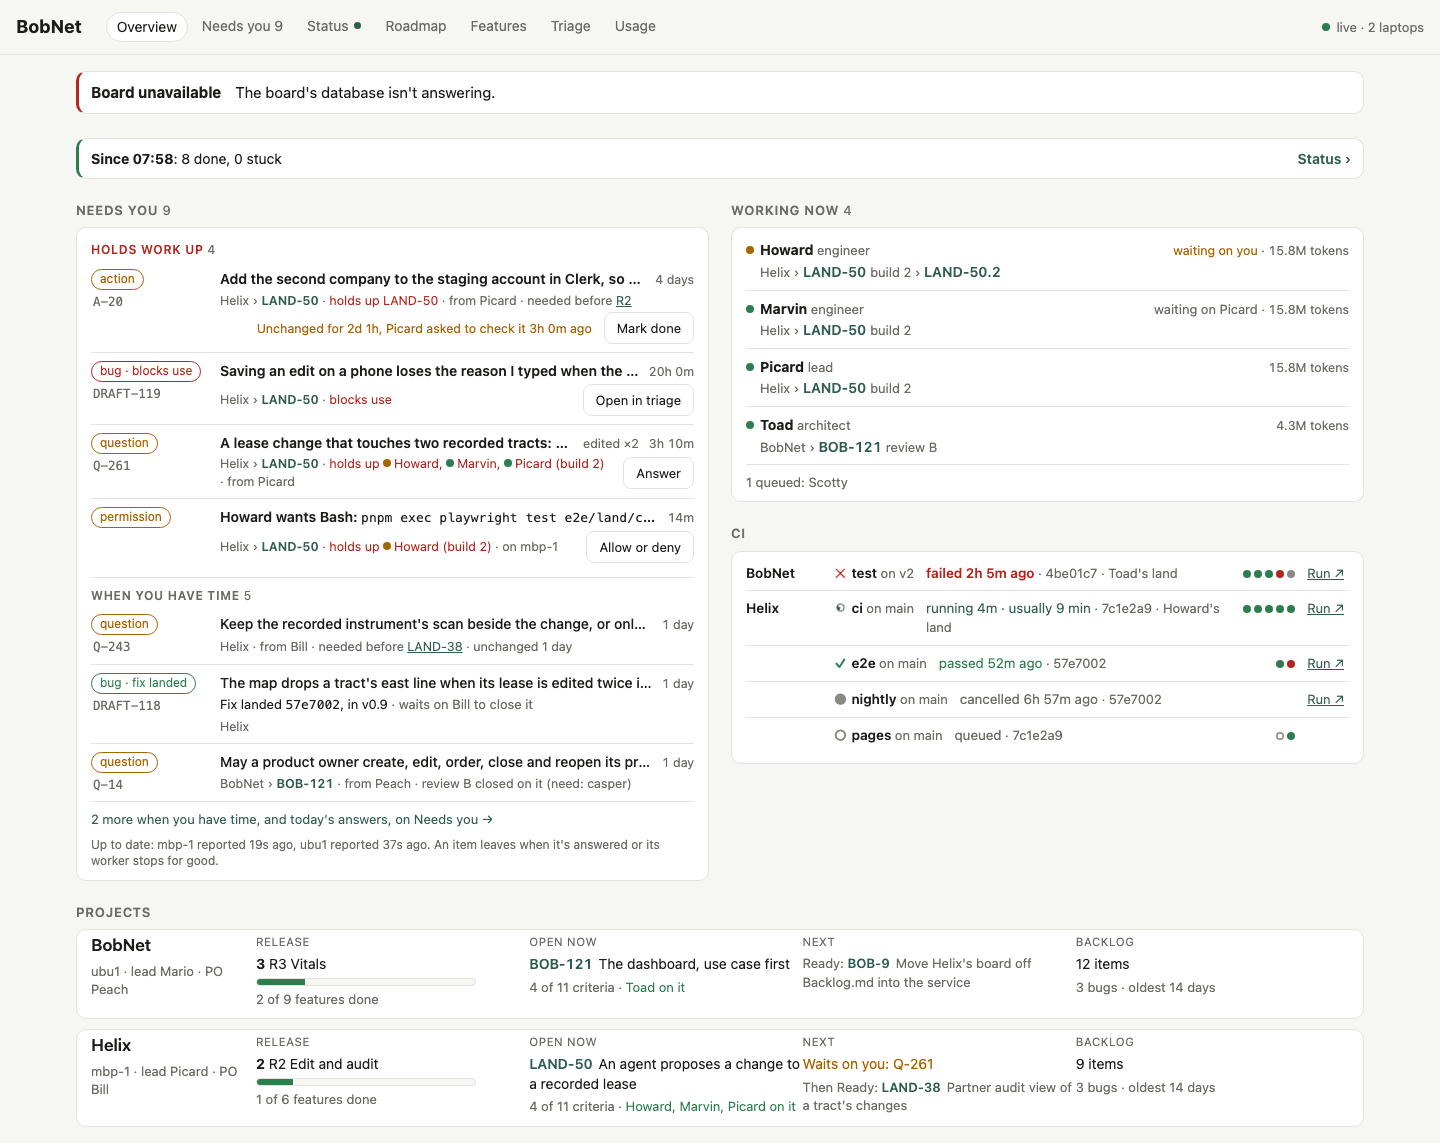 BobNet
Overview
Needs you 9
Status
Roadmap
Features
Triage
Usage
live · 2 laptops
Board unavailable The board's database isn't answering.
Since 07:58: 8 done, 0 stuck
Status ›
NEEDS YOU 9
HOLDS WORK UP 4
action
A–20
Add the second company to the staging account in Clerk, so ...
4 days
Helix › LAND-50 · holds up LAND-50 · from Picard · needed before R2
Unchanged for 2d 1h, Picard asked to check it 3h 0m ago
Mark done
bug · blocks use
DRAFT–119
Saving an edit on a phone loses the reason I typed when the ...
20h 0m
Helix › LAND-50 · blocks use
Open in triage
question
Q–261
A lease change that touches two recorded tracts: ...
edited ×2 3h 10m
Helix › LAND-50 · holds up Howard, Marvin, Picard (build 2)
· from Picard
Answer
permission
Howard wants Bash: pnpm exec playwright test e2e/land/c...
14m
Helix › LAND-50 · holds up Howard (build 2) · on mbp-1
Allow or deny
WHEN YOU HAVE TIME 5
question
Q–243
Keep the recorded instrument's scan beside the change, or onl...
1 day
Helix · from Bill · needed before LAND-38 · unchanged 1 day
bug · fix landed
DRAFT–118
The map drops a tract's east line when its lease is edited twice i...
1 day
Fix landed 57e7002, in v0.9 · waits on Bill to close it
Helix
question
Q–14
May a product owner create, edit, order, close and reopen its pr...
1 day
BobNet › BOB-121 · from Peach · review B closed on it (need: casper)
2 more when you have time, and today's answers, on Needs you →
Up to date: mbp-1 reported 19s ago, ubu1 reported 37s ago. An item leaves when it's answered or its
worker stops for good.
WORKING NOW 4
Howard engineer
waiting on you · 15.8M tokens
Helix › LAND-50 build 2 › LAND-50.2
Marvin engineer
waiting on Picard · 15.8M tokens
Helix › LAND-50 build 2
Picard lead
15.8M tokens
Helix › LAND-50 build 2
Toad architect
4.3M tokens
BobNet › BOB-121 review B
1 queued: Scotty
CI
BobNet
test on v2 failed 2h 5m ago · 4be01c7 · Toad's land
Run ↗
Helix
ci on main running 4m · usually 9 min · 7c1e2a9 · Howard's
land
Run ↗
e2e on main passed 52m ago · 57e7002
Run ↗
nightly on main cancelled 6h 57m ago · 57e7002
Run ↗
pages on main queued · 7c1e2a9
PROJECTS
BobNet
ubu1 · lead Mario · PO
Peach
RELEASE
3 R3 Vitals
2 of 9 features done
OPEN NOW
BOB-121 The dashboard, use case first
4 of 11 criteria · Toad on it
NEXT
Ready: BOB-9 Move Helix's board off
Backlog.md into the service
BACKLOG
12 items
3 bugs · oldest 14 days
Helix
mbp-1 · lead Picard · PO
Bill
RELEASE
2 R2 Edit and audit
1 of 6 features done
OPEN NOW
LAND-50 An agent proposes a change to
a recorded lease
4 of 11 criteria · Howard, Marvin, Picard on it
NEXT
Waits on you: Q-261
Then Ready: LAND-38 Partner audit view of
a tract's changes
BACKLOG
9 items
3 bugs · oldest 14 days